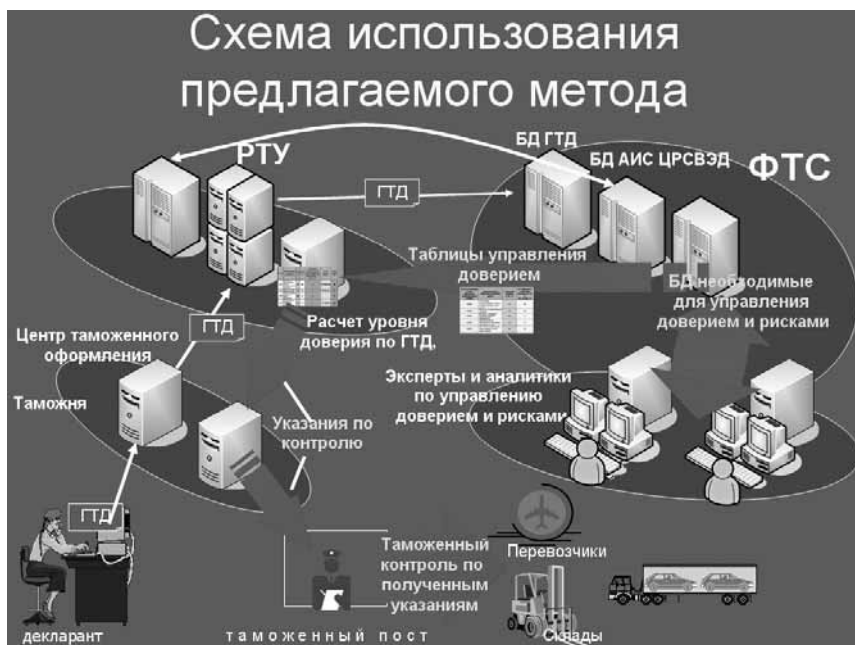 Схема использования
предлагаемого метода
РТУ
БД ГТД
БД АИС ЦРСВЭД
ФТС
ГТД
Таблицы управления
доверием
БД необходимые
для управления
доверием и рисками
ГТД
Расчет уровня
доверия по ГТД,
Центр таможенного
оформления
Таможня
Эксперты и аналитики
по управлению
доверием и рисками
Указания по
контролю
ГТД
Таможенный
контроль по
полученным
указаниям
Перевозчики
декларант
таможенный пост
Склады